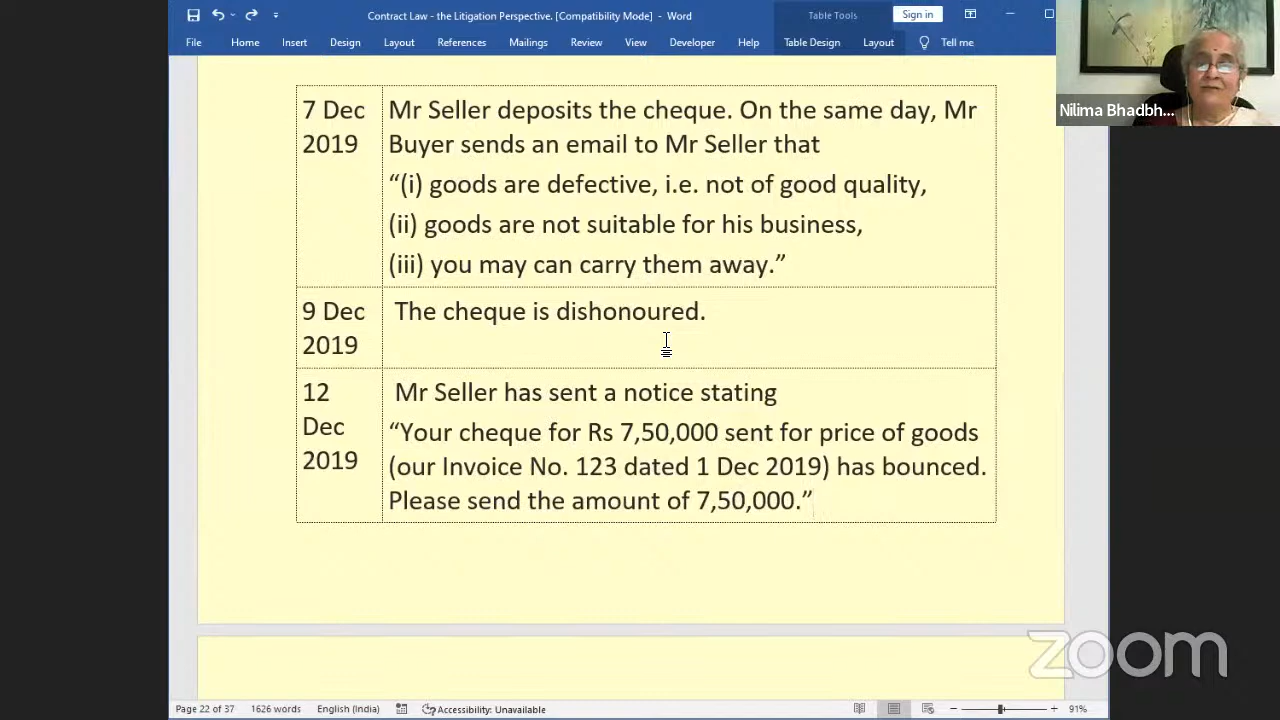 Contract Law - the Litigation Perspective. [Compatibility Mode] - Word
Table Tools
Sign in
File Home Insert Design Layout References Mailings Review View Developer Help Table Design Layout Tell me
Nilima Bhadbh...
7 Dec
2019
Mr Seller deposits the cheque. On the same day, Mr
Buyer sends an email to Mr Seller that
“(i) goods are defective, i.e. not of good quality,
(ii) goods are not suitable for his business,
(iii) you may can carry them away.”
9 Dec
2019
The cheque is dishonoured.
12
Dec
2019
Mr Seller has sent a notice stating
“Your cheque for Rs 7,50,000 sent for price of goods
(our Invoice No. 123 dated 1 Dec 2019) has bounced.
Please send the amount of 7,50,000.”
zoom
Page 22 of 37 1626 words English (India) Accessibility: Unavailable 91%